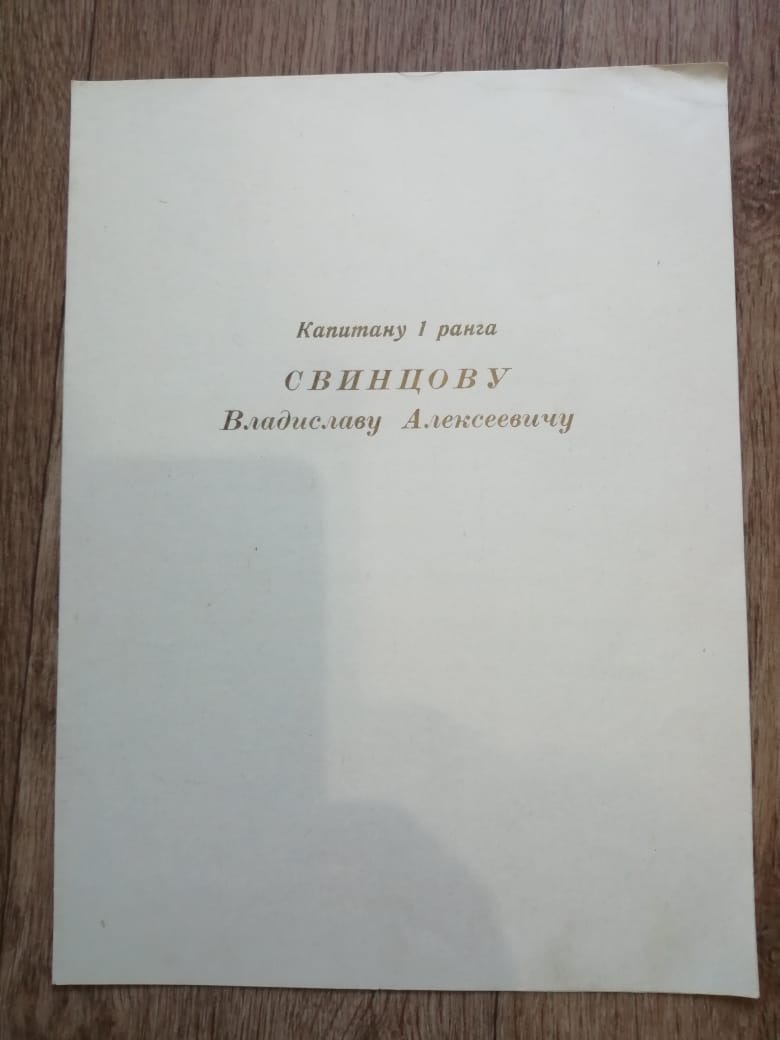 Капитану 1 ранга
СВИНЦОВУ
Владиславу Алексеевичу